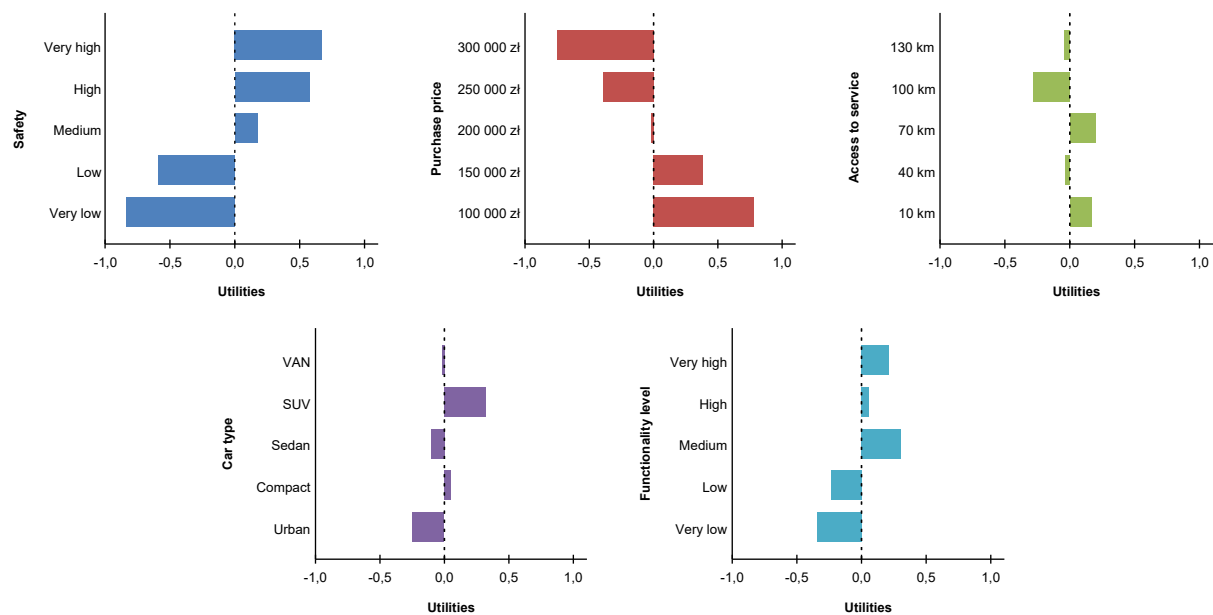 Safety
Very high
High
Medium
Low
Very low
-1,0 -0,5 0,0 0,5 1,0
Utilities
Purchase price
300 000 zł
250 000 zł
200 000 zł
150 000 zł
100 000 zł
-1,0 -0,5 0,0 0,5 1,0
Utilities
Access to service
130 km
100 km
70 km
40 km
10 km
-1,0 -0,5 0,0 0,5 1,0
Utilities
Car type
VAN
SUV
Sedan
Compact
Urban
-1,0 -0,5 0,0 0,5 1,0
Utilities
Functionality level
Very high
High
Medium
Low
Very low
-1,0 -0,5 0,0 0,5 1,0
Utilities